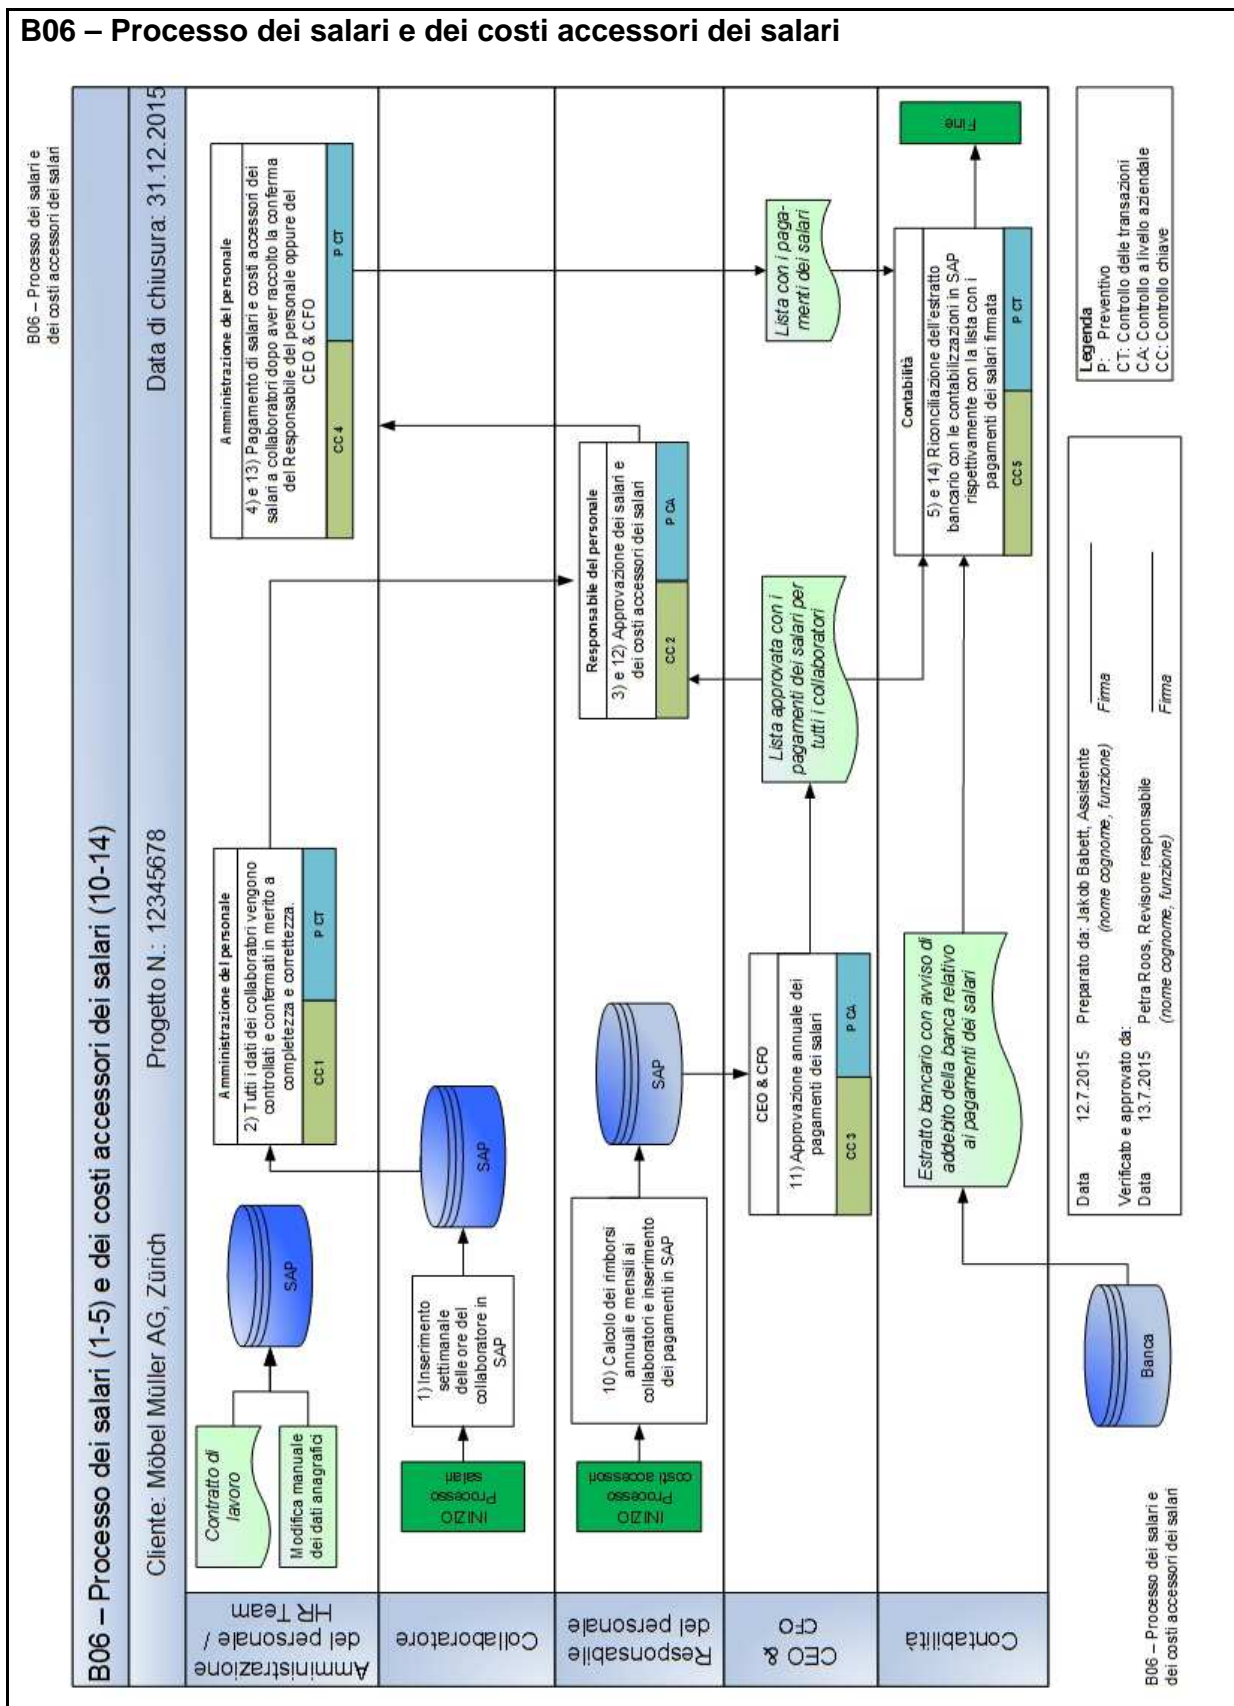 B06 – Processo dei salari e dei costi accessori dei salari
B06 – Processo dei salari e
dei costi accessori dei salari
B06 – Processo dei salari (1-5) e dei costi accessori dei salari (10-14)
Cliente: Möbel Müller AG, Zürich
Progetto N.: 12345678
Data di chiusura: 31.12.2015
Amministrazione
del personale /
HR Team
Contratto di
lavoro
Modifica manuale
dei dati anagrafici
SAP
Amministrazione del personale
2) Tutti i dati dei collaboratori vengono
controllati e confermati in merito a
completezza e correttezza.
CC1
P CT
Amministrazione del personale
4) e 13) Pagamento di salari e costi accessori dei
salari a collaboratori dopo aver raccolto la conferma
del Responsabile del personale oppure del
CEO & CFO
CC 4
P CT
Collaboratore
INIZIO
Processo
salari
1) Inserimento
settimanale
delle ore del
collaboratore in
SAP
SAP
Responsabile
del personale
INIZIO
Processo
costi accessori
10) Calcolo dei rimborsi
annuali e mensili ai
collaboratori e inserimento
dei pagamenti in SAP
SAP
Responsabile del personale
3) e 12) Approvazione dei salari e
dei costi accessori dei salari
CC 2
P CA
CEO &
CFO
CEO & CFO
11) Approvazione annuale dei
pagamenti dei salari
CC 3
P CA
Lista approvata con i
pagamenti dei salari per
tutti i collaboratori
Lista con i paga-
menti dei salari
Contabilità
Estratto bancario con avviso di
addebito della banca relativo
ai pagamenti dei salari
Contabilità
5) e 14) Riconciliazione dell'estratto
bancario con le contabilizzazioni in SAP
rispettivamente con la lista con i
pagamenti dei salari firmata
CC5
P CT
Fine
Banca
Data 12.7.2015 Preparato da: Jakob Babett, Assistente
(nome cognome, funzione) Firma
Verificato e approvato da:
Data 13.7.2015 Petra Roos, Revisore responsabile
(nome cognome, funzione) Firma
Legenda
P: Preventivo
CT: Controllo delle transazioni
CA: Controllo a livello aziendale
CC: Controllo chiave
B06 – Processo dei salari e
dei costi accessori dei salari